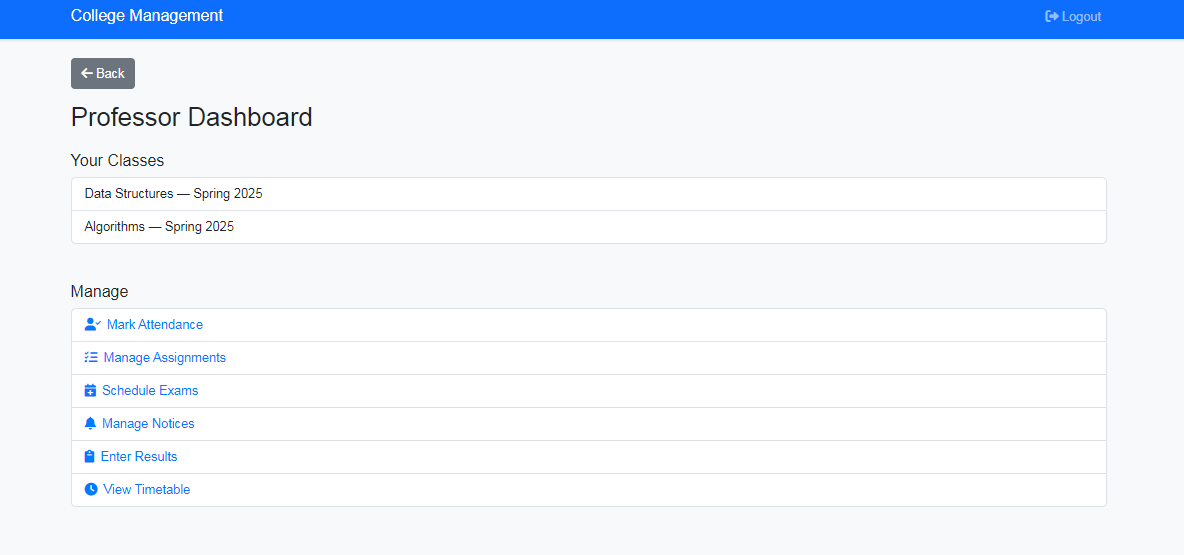 College Management
Logout
Back
Professor Dashboard
Your Classes
Data Structures — Spring 2025
Algorithms — Spring 2025
Manage
Mark Attendance
Manage Assignments
Schedule Exams
Manage Notices
Enter Results
View Timetable